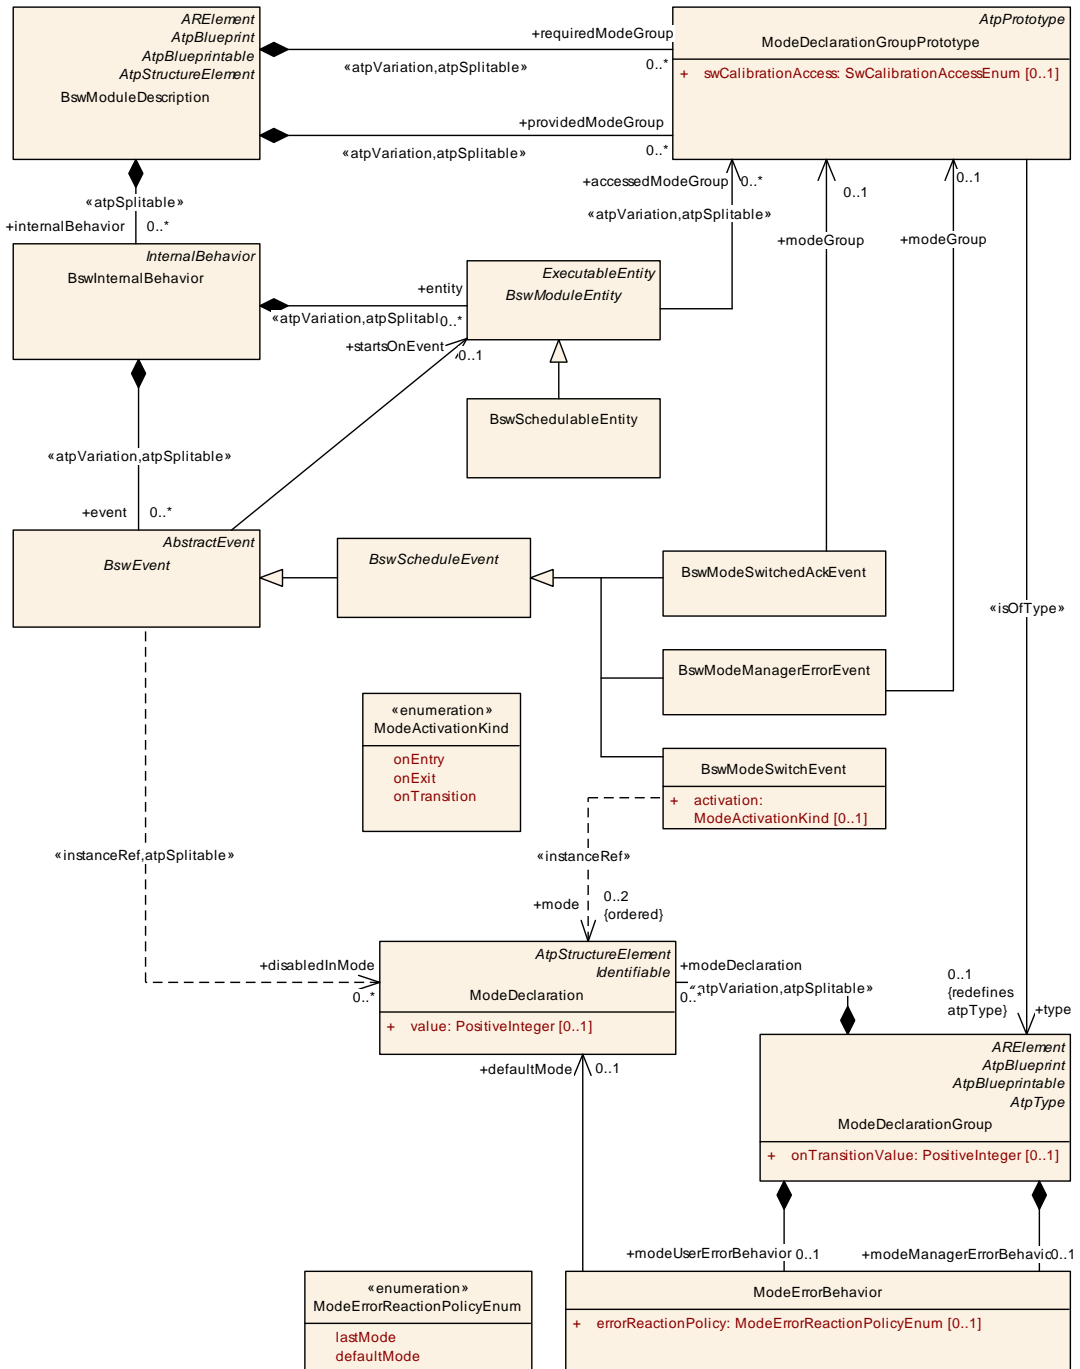 ARElement
AtpBlueprint
AtpBlueprintable
AtpStructureElement
BswModuleDescription
+requiredModeGroup
«atpVariation,atpSplitable»
0..*
AtpPrototype
ModeDeclarationGroupPrototype
+ swCalibrationAccess: SwCalibrationAccessEnum [0..1]
+providedModeGroup
«atpVariation,atpSplitable»
0..*
«atpSplitable»
+internalBehavior
0..*
+accessedModeGroup
0..*
«atpVariation,atpSplitable»
0..1
+modeGroup
0..1
+modeGroup
InternalBehavior
BswInternalBehavior
+entity
«atpVariation,atpSplitabl
0..*
ExecutableEntity
BswModuleEntity
+startsOnEvent
0..1
BswSchedulableEntity
«atpVariation,atpSplitable»
+event
0..*
AbstractEvent
BswEvent
BswScheduleEvent
BswModeSwitchedAckEvent
«isOfType»
BswModeManagerErrorEvent
«enumeration»
ModeActivationKind
onEntry
onExit
onTransition
BswModeSwitchEvent
+ activation:
ModeActivationKind [0..1]
«instanceRef,atpSplitable»
«instanceRef»
+mode
0..2
{ordered}
+disabledInMode
0..*
AtpStructureElement
Identifiable
ModeDeclaration
+ value: PositiveInteger [0..1]
+modeDeclaration
«atpVariation,atpSplitable»
0..*
0..1
{redefines
atpType}
+type
+defaultMode
0..1
ARElement
AtpBlueprint
AtpBlueprintable
AtpType
ModeDeclarationGroup
+ onTransitionValue: PositiveInteger [0..1]
+modeUserErrorBehavior
0..1
+modeManagerErrorBehavic
0..1
«enumeration»
ModeErrorReactionPolicyEnum
lastMode
defaultMode
ModeErrorBehavior
+ errorReactionPolicy: ModeErrorReactionPolicyEnum [0..1]